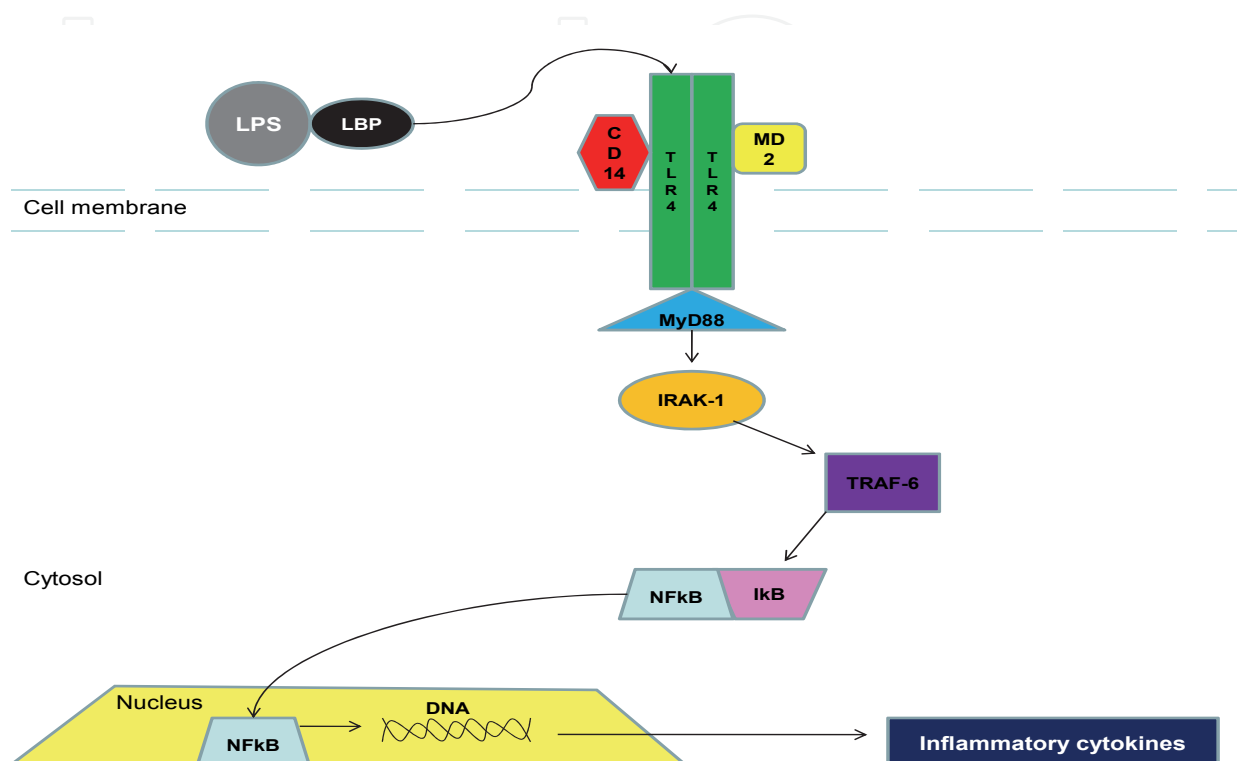 LPS
LBP
C
D
14
T
L
R
4
T
L
R
4
MD
2
Cell membrane
MyD88
IRAK-1
TRAF-6
Cytosol
NFkB
IkB
Nucleus
DNA
NFkB
Inflammatory cytokines